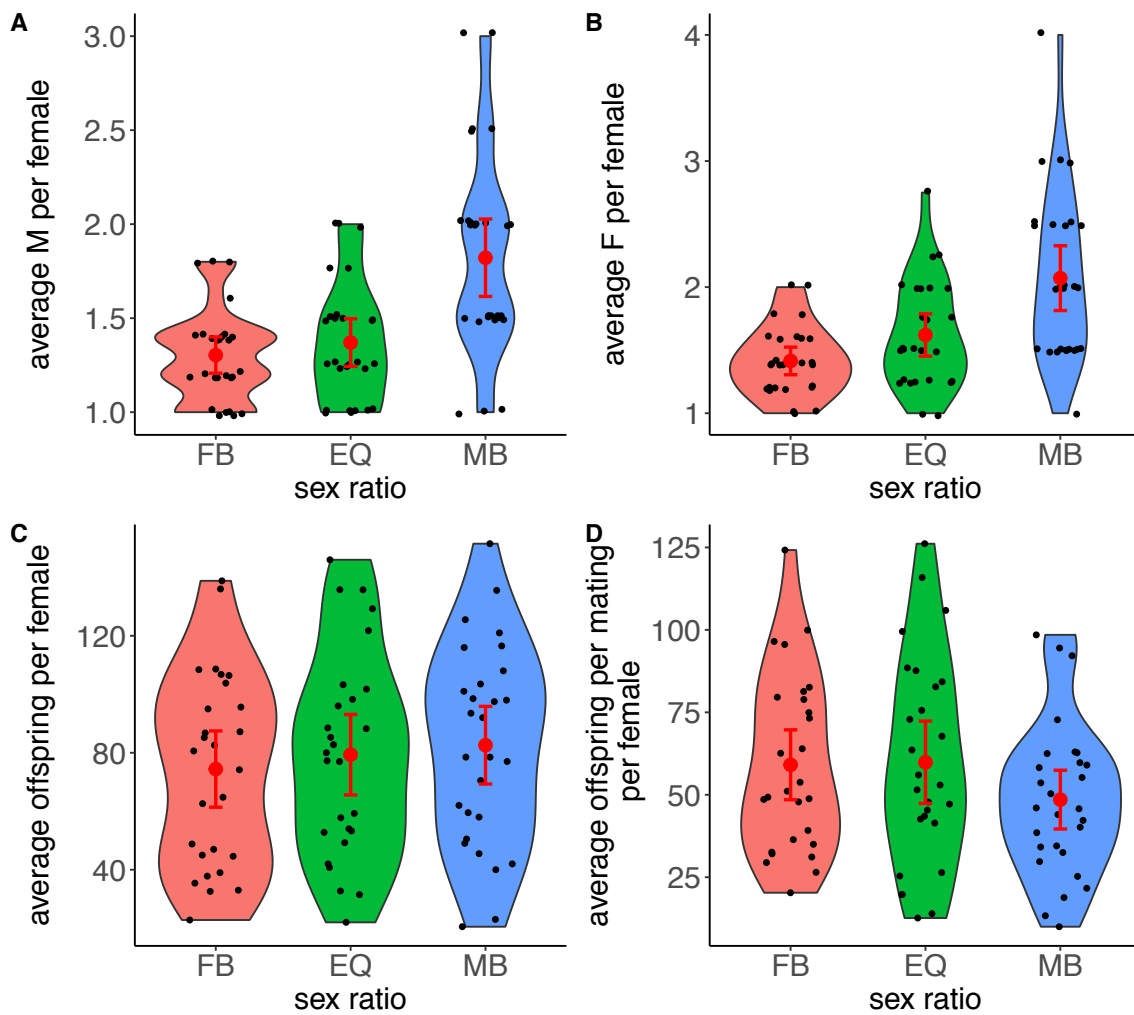 A
average M per female
3.0
2.5
2.0
1.5
1.0
FB EQ MB
sex ratio
B
average F per female
4
3
2
1
FB EQ MB
sex ratio
C
average offspring per female
120
80
40
FB EQ MB
sex ratio
D
average offspring per mating
per female
125
100
75
50
25
FB EQ MB
sex ratio